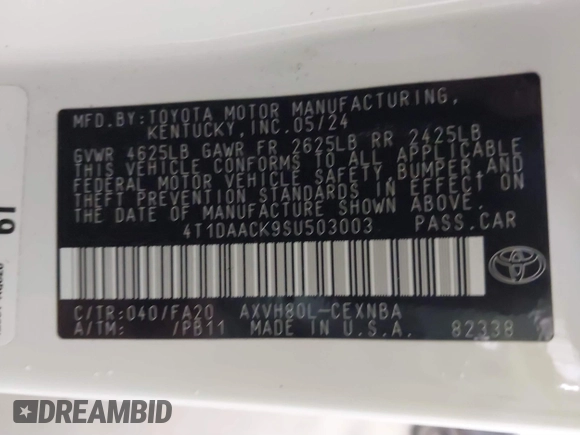 MFD.BY:TOYOTA MOTOR MANUFACTURING,
KENTUCKY, INC. 05/24
GVWR 4625LB GAWR FR 2625LB RR 2425LB
THIS VEHICLE CONFORMS TO ALL APPLICABLE
FEDERAL MOTOR VEHICLE SAFETY, BUMPER, AND
THEFT PREVENTION STANDARDS IN EFFECT ON
THE DATE OF MANUFACTURE SHOWN ABOVE.
4T1DAACK9SU503003 PASS.CAR
C/TR:040/FA20 AXVH80L-CEXNBA
A/TM: /PB11 MADE IN U.S.A. 82338
DREAMBID